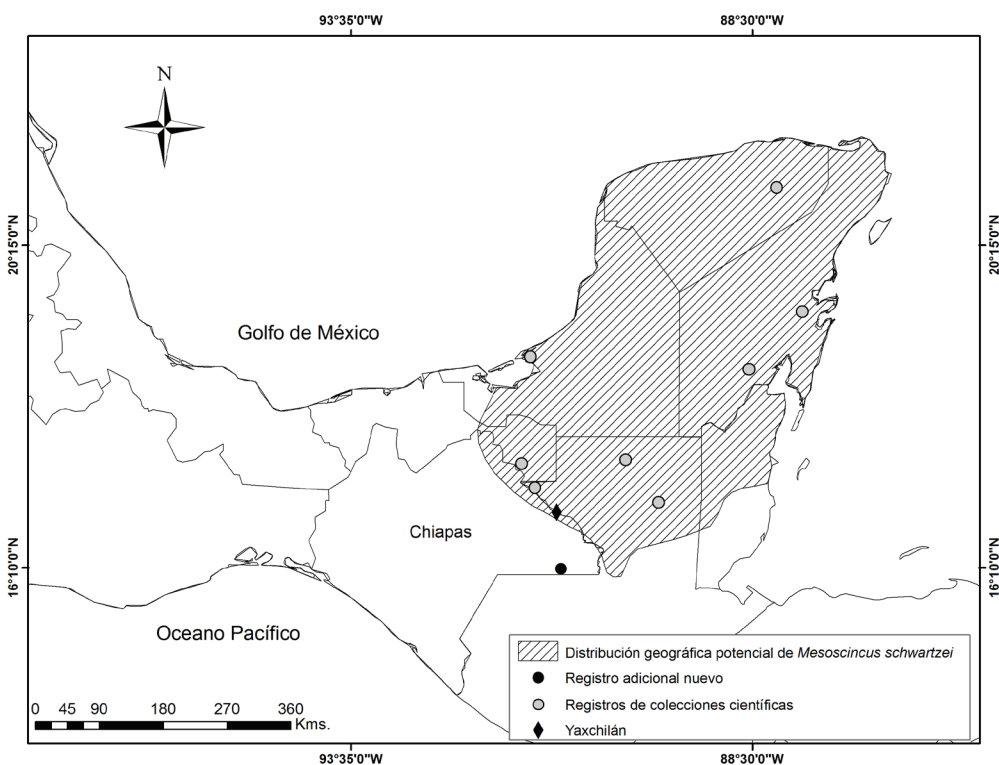 93°35'0"W 88°30'0"W
N
20°15'0"N 20°15'0"N
Golfo de México
Chiapas
16°10'0"N 16°10'0"N
Oceano Pacífico
Distribución geográfica potencial de Mesoscincus schwartzei
Registro adicional nuevo
Registros de colecciones científicas
Yaxchilán
0 45 90 180 270 360
Kms.
93°35'0"W 88°30'0"W